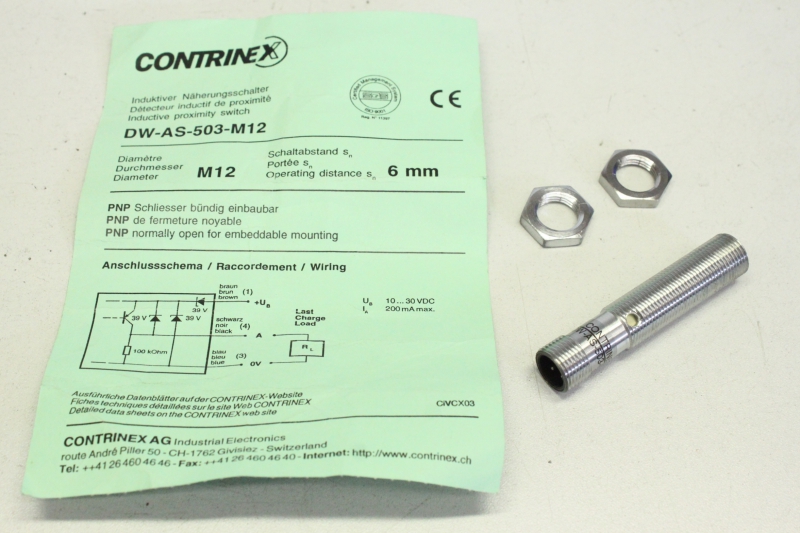 CONTRINEX
Induktiver Näherungsschalter
Détecteur inductif de proximité
Inductive proximity switch
DW-AS-503-M12
CE
Diamétre
Durchmesser
Diameter
M12
Schaltabstand sn
Portée sn
Operating distance sn
6 mm
PNP Schliesser bündig einbaubar
PNP de fermeture noyable
PNP normally open for embeddable mounting
Anschlussschema / Raccordement / Wiring
braun
brun (1)
brown
+UB
39 V
39 V
39 V
schwarz
noir (4)
black
A
100 kOhm
blau
bleu (3)
blue
0V
Last
Charge
Load
RL
UB 10...30 VDC
IA 200 mA max.
Ausführliche Datenblätter auf der CONTRINEX-Website
Fiches techniques détaillées sur le site Web CONTRINEX
Detailed data sheets on the CONTRINEX web site
CIVCX03
CONTRINEX AG Industrial Electronics
route André Piller 50 - CH-1762 Givisiez - Switzerland
Tel: ++41 26 460 46 46 - Fax: ++41 26 460 46 40 - Internet: http://www.contrinex.ch